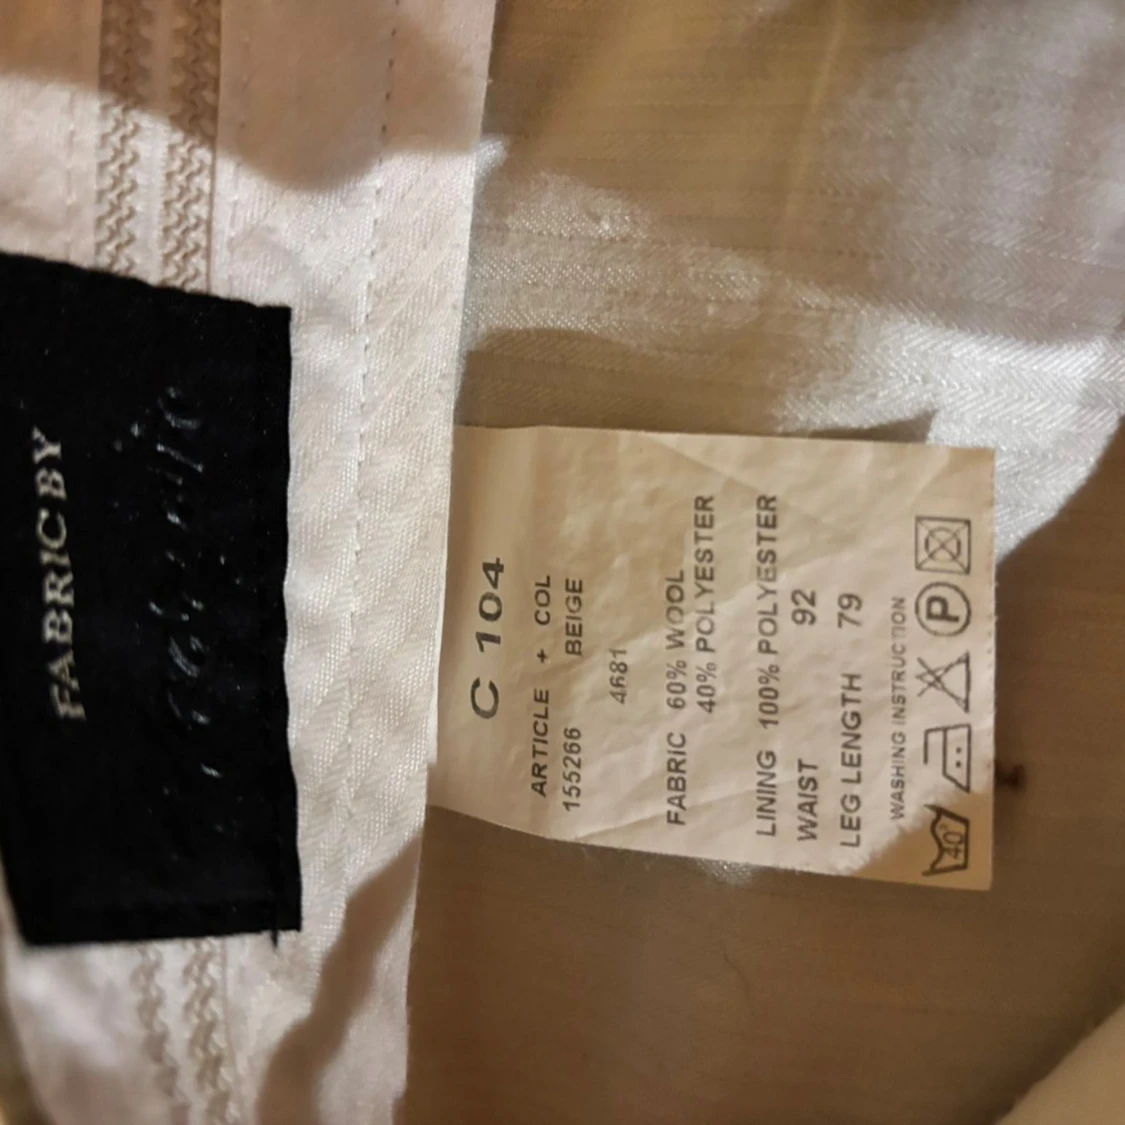 FABRIC BY
C 104
ARTICLE + COL
155266 BEIGE
4681
FABRIC 60% WOOL
40% POLYESTER
LINING 100% POLYESTER
WAIST 92
LEG LENGTH 79
WASHING INSTRUCTION
40° P